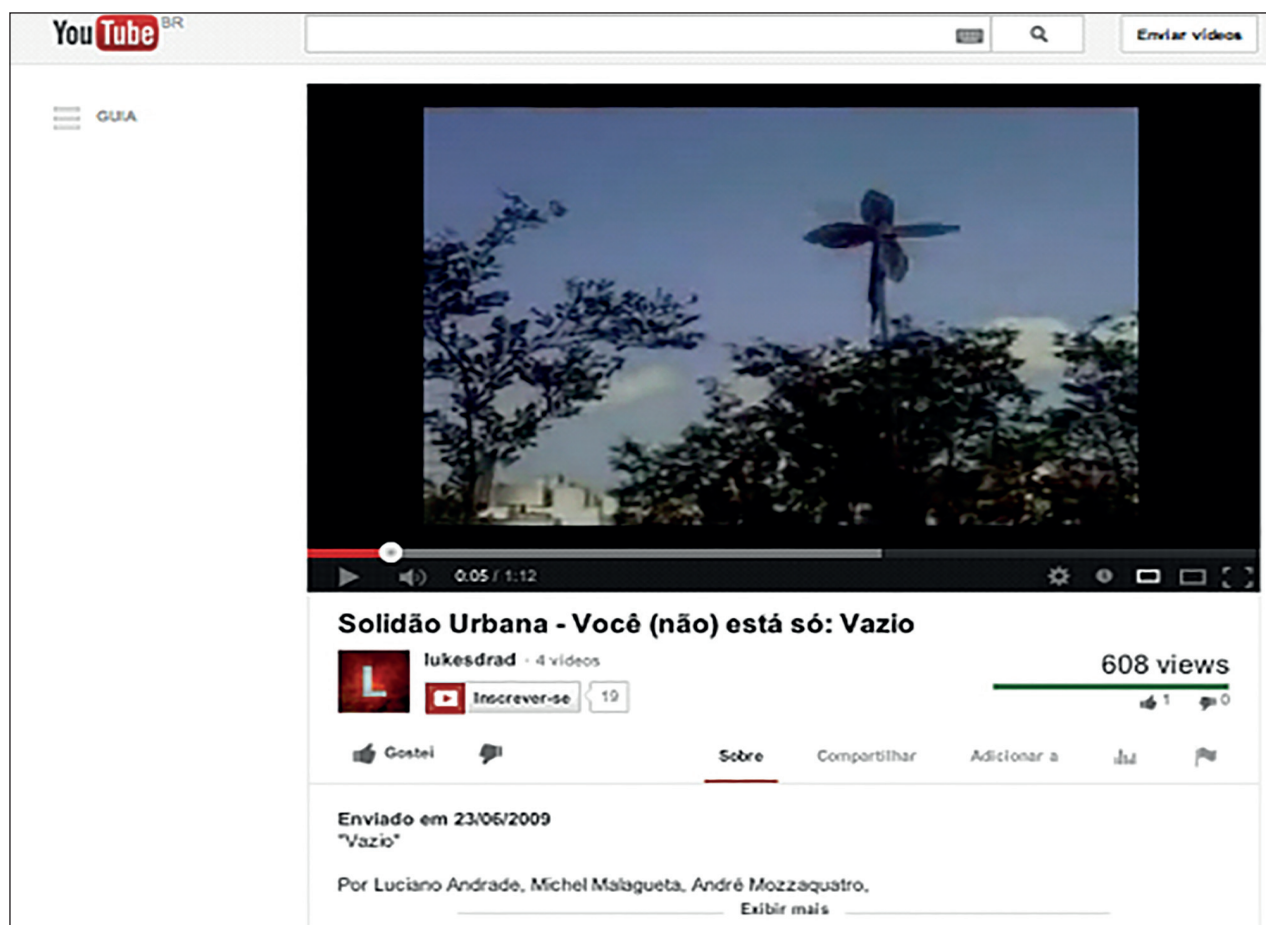 YouTube BR
Enviar vídeos
GUIA
0:05 / 1:12
Solidão Urbana - Você (não) está só: Vazio
lukesdrad · 4 vídeos
L
Inscrever-se 19
608 views
1 0
Gostei
Sobre Compartilhar Adicionar a
Enviado em 23/06/2009
"Vazio"
Por Luciano Andrade, Michel Malagueta, André Mozzaquatro,
Exibir mais